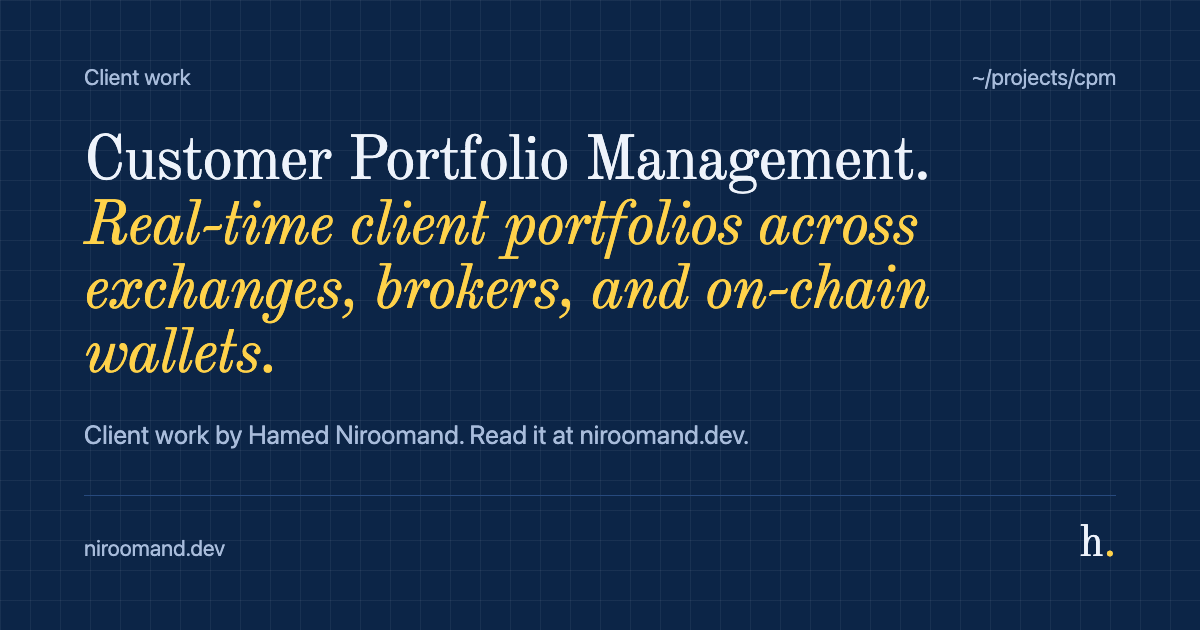 Client work
~/projects/cpm
Customer Portfolio Management.
Real-time client portfolios across
exchanges, brokers, and on-chain
wallets.
Client work by Hamed Niroomand. Read it at niroomand.dev.
niroomand.dev
h.